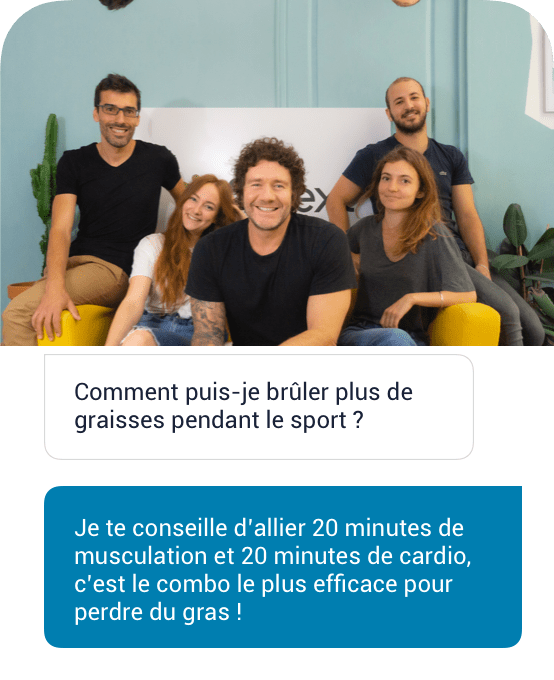 ex
Comment puis-je brûler plus de
graisses pendant le sport ?
Je te conseille d'allier 20 minutes de
musculation et 20 minutes de cardio,
c'est le combo le plus efficace pour
perdre du gras !